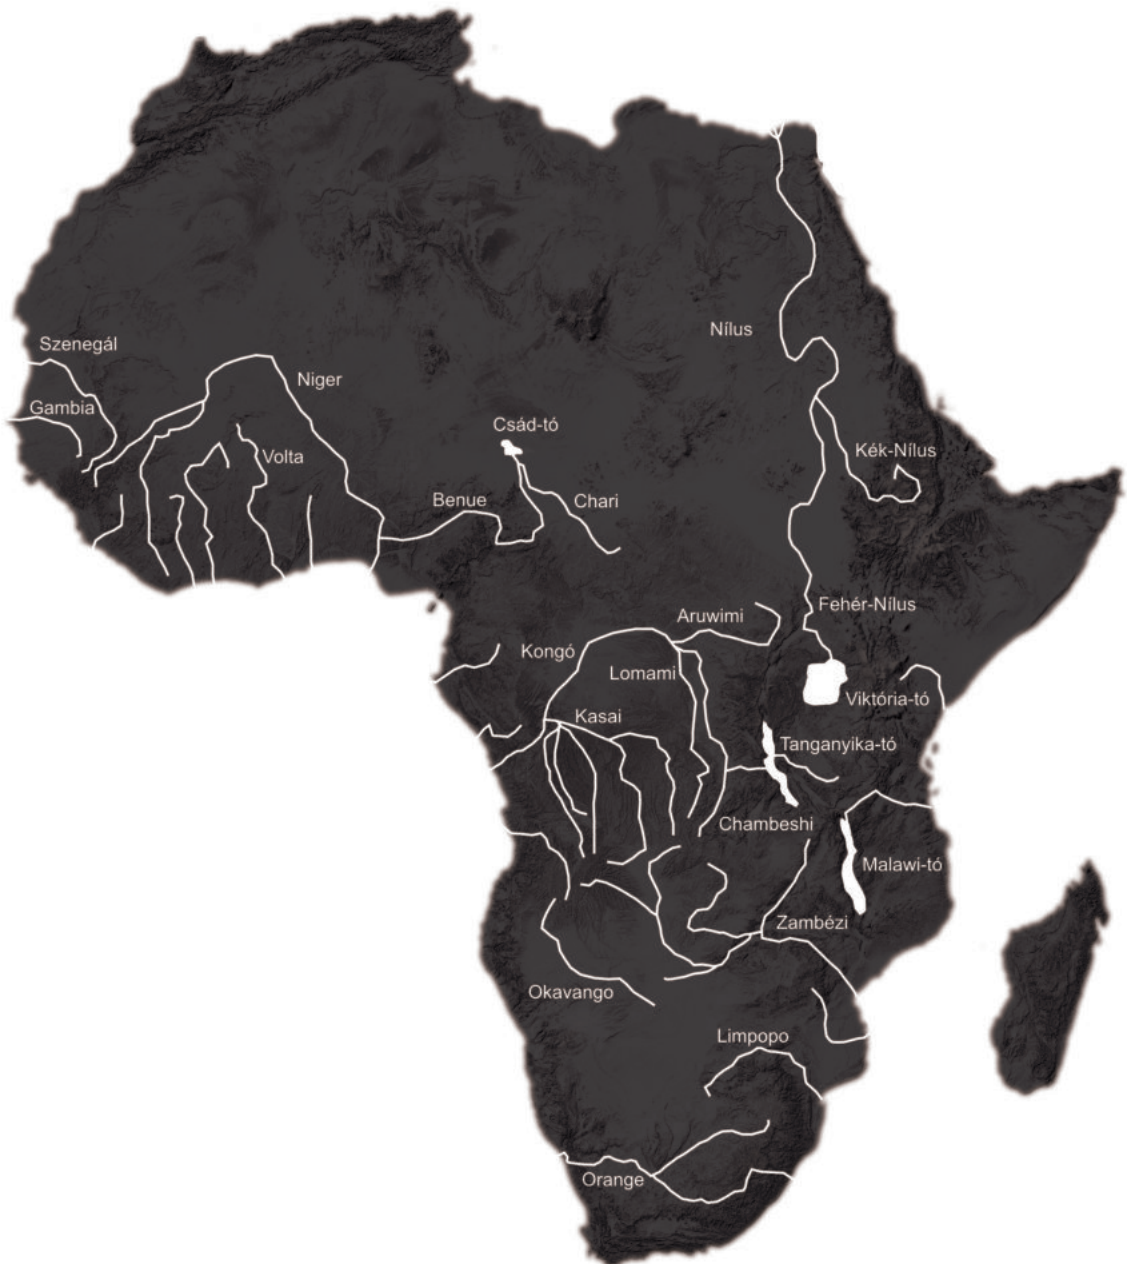 Nílus
Szenegál
Niger
Gambia
Csád-tó
Volta
Kék-Nílus
Benue
Chari
Fehér-Nílus
Aruwimi
Kongó
Lomami
Viktória-tó
Kasai
Tanganyika-tó
Chambeshi
Malawi-tó
Zambézi
Okavango
Limpopo
Orange